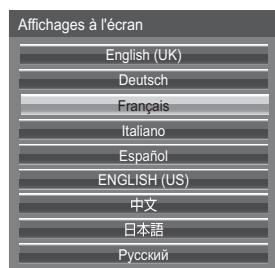 Affichages à l'écran
English (UK)
Deutsch
Français
Italiano
Español
ENGLISH (US)
中文
日本語
Русский